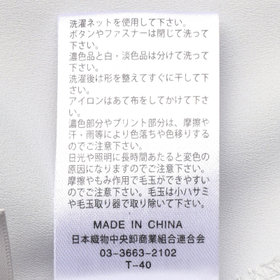 洗濯ネットを使用して下さい。
ボタンやファスナーは閉じて洗って
下さい。
濃色品と白・淡色品は分けて洗って
下さい。
洗濯後は形を整えてすぐに干して下
さい。
アイロンはあて布をしてかけて下さ
い。
濃色部分やプリント部分は、摩擦や
汗・雨等により色落ちや色移りする
のでご注意下さい。
日光や照明に長時間あたると変色の
原因になりますのでご注意下さい。
摩擦やもみ作用で毛玉ができますの
でご注意下さい。毛玉は小ハサミ
や毛玉取り器で取り除いて下さい。
MADE IN CHINA
日本織物中央卸商業組合連合会
03-3663-2102
T-40